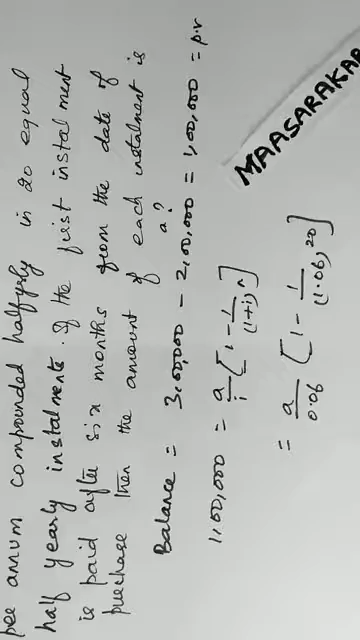 per annum compounded halfyrly in 20 equal
half yearly instalments. If the first instalment
is paid after six months from the date of
purchase then the amount of each instalment is
a?
Balance = 3,00,000 - 2,00,000 = 1,00,000 = p.v
1,00,000 = a/i [1 - 1/(1+i)^n]
= a/0.06 [1 - 1/(1.06)^20]
MAASARAKAR